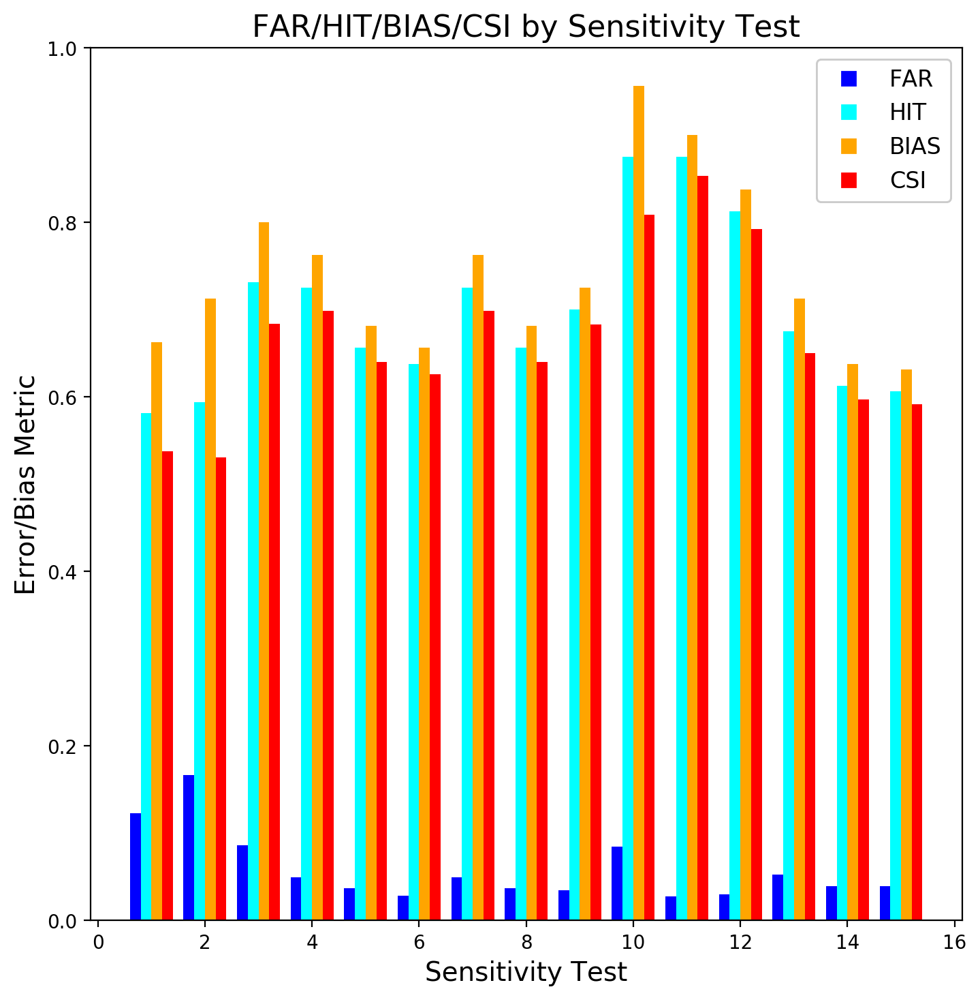 FAR/HIT/BIAS/CSI by Sensitivity Test
FAR
HIT
BIAS
CSI
Error/Bias Metric
1.0
0.8
0.6
0.4
0.2
0.0
0 2 4 6 8 10 12 14 16
Sensitivity Test